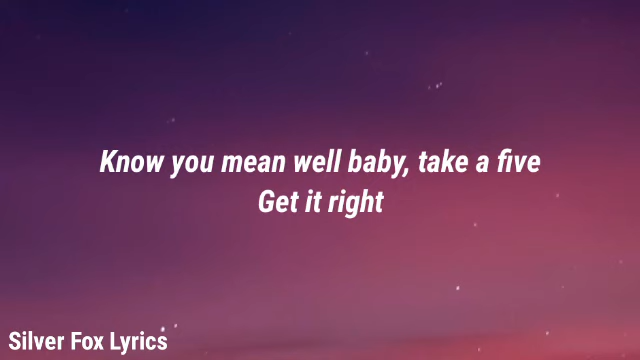 Know you mean well baby, take a five
Get it right
Silver Fox Lyrics